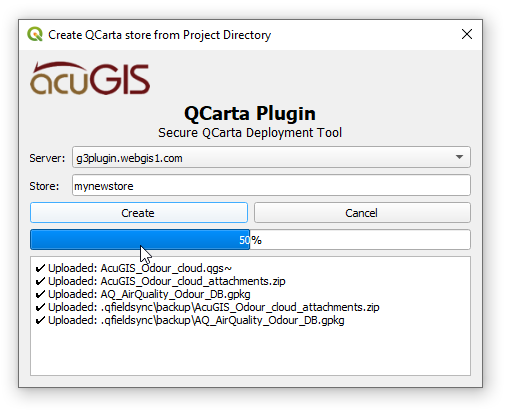 Create QCarta store from Project Directory
acuGIS
QCarta Plugin
Secure QCarta Deployment Tool
Server: g3plugin.webgis1.com
Store: mynewstore
Create Cancel
50%
✔ Uploaded: AcuGIS_Odour_cloud.qgs~
✔ Uploaded: AcuGIS_Odour_cloud_attachments.zip
✔ Uploaded: AQ_AirQuality_Odour_DB.gpkg
✔ Uploaded: .qfieldsync\backup\AcuGIS_Odour_cloud_attachments.zip
✔ Uploaded: .qfieldsync\backup\AQ_AirQuality_Odour_DB.gpkg